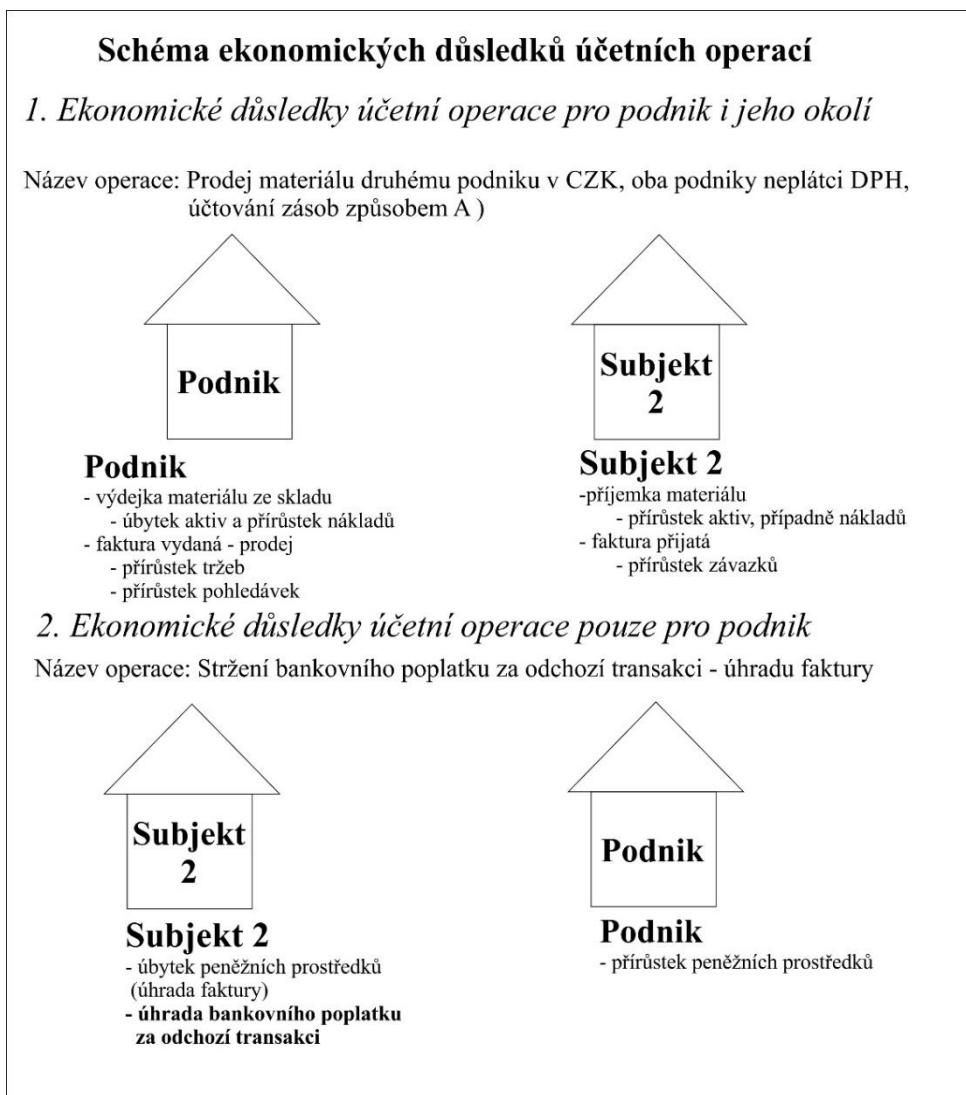 Schéma ekonomických důsledků účetních operací
1. Ekonomické důsledky účetní operace pro podnik i jeho okolí
Název operace: Prodej materiálu druhému podniku v CZK, oba podniky neplátci DPH,
účtování zásob způsobem A )
Podnik
Podnik
- výdejka materiálu ze skladu
- úbytek aktiv a přírůstek nákladů
- faktura vydaná - prodej
- přírůstek tržeb
- přírůstek pohledávek
Subjekt
2
Subjekt 2
-příjemka materiálu
- přírůstek aktiv, případně nákladů
- faktura přijatá
- přírůstek závazků
2. Ekonomické důsledky účetní operace pouze pro podnik
Název operace: Stržení bankovního poplatku za odchozí transakci - úhradu faktury
Subjekt
2
Subjekt 2
- úbytek peněžních prostředků
(úhrada faktury)
- úhrada bankovního poplatku
za odchozí transakci
Podnik
Podnik
- přírůstek peněžních prostředků